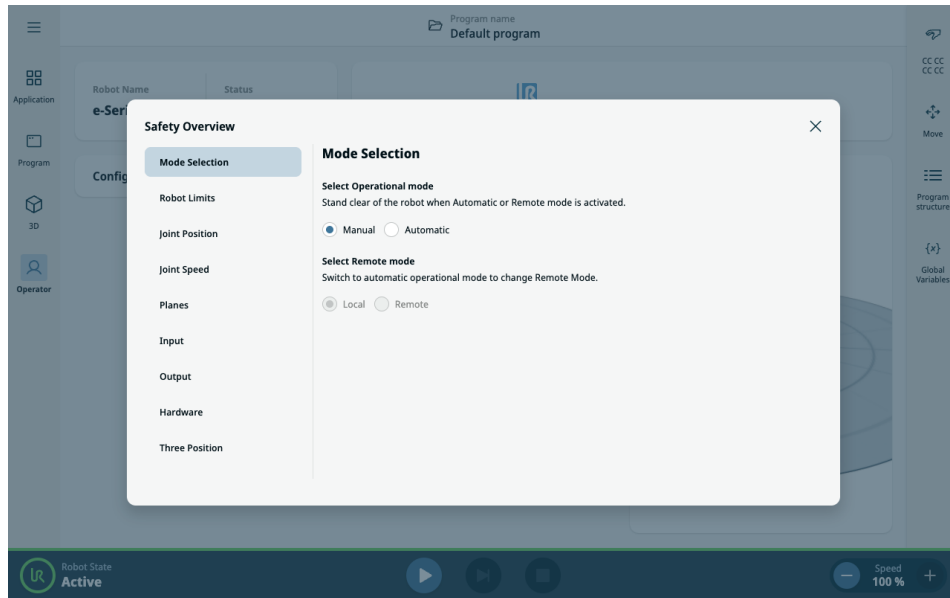 Program name
Default program
Application
Program
3D
Operator
Robot Name
Status
e-Seri
Config
Safety Overview
Mode Selection
Robot Limits
Joint Position
Joint Speed
Planes
Input
Output
Hardware
Three Position
Mode Selection
Select Operational mode
Stand clear of the robot when Automatic or Remote mode is activated.
Manual Automatic
Select Remote mode
Switch to automatic operational mode to change Remote Mode.
Local Remote
CC CC
CC CC
Move
Program
structure
{x}
Global
Variables
Robot State
Active
Speed
100 %